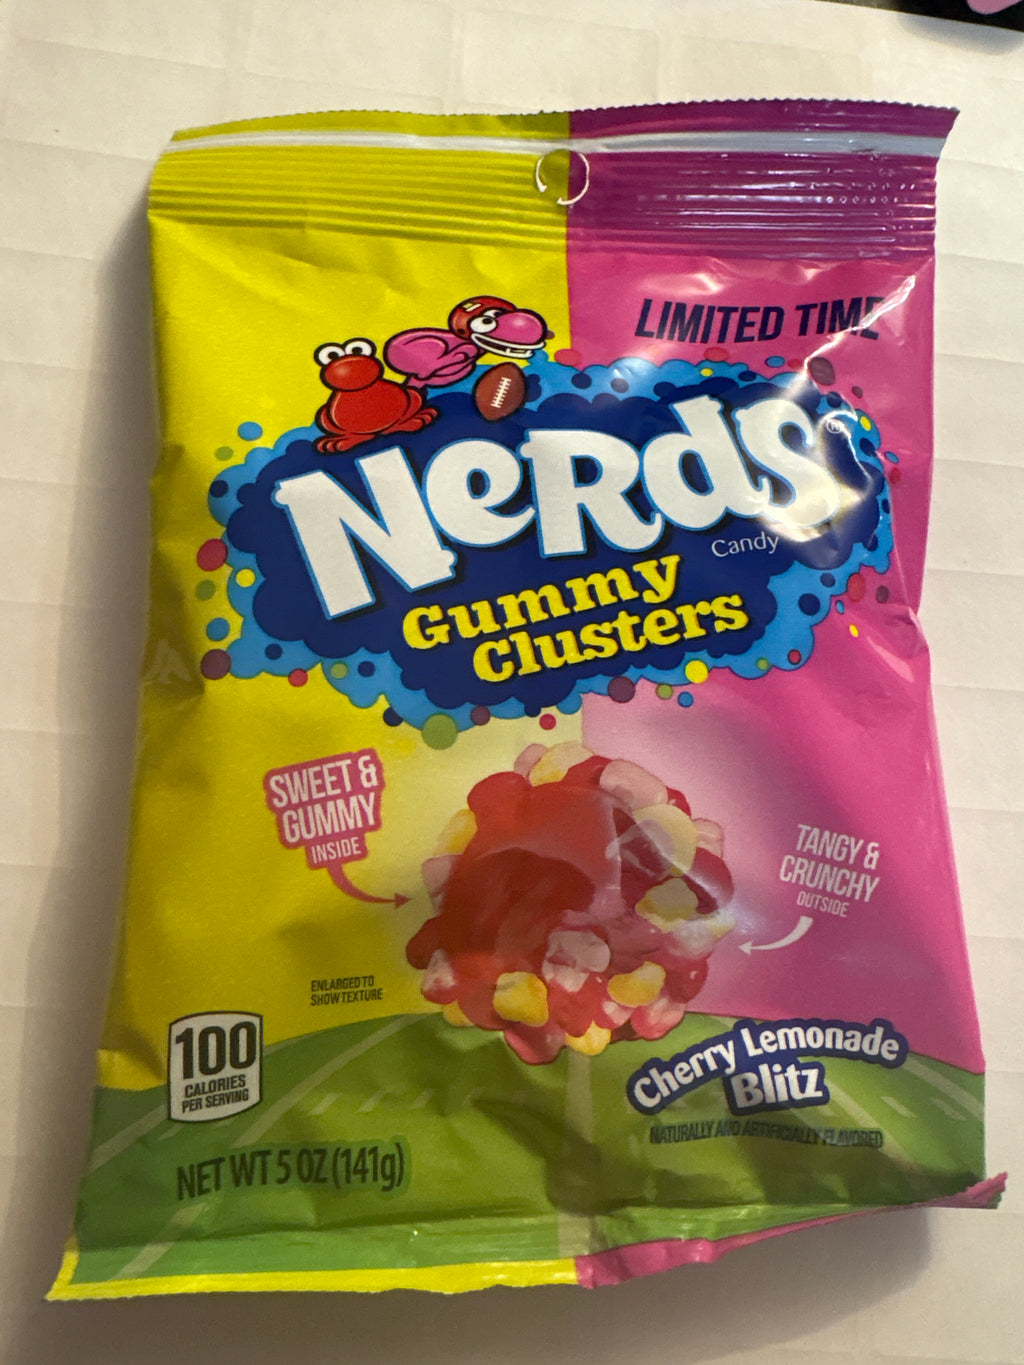 LIMITED TIME
NeRdS®
Candy
Gummy
clusters
SWEET &
GUMMY
INSIDE
TANGY &
CRUNCHY
OUTSIDE
ENLARGED TO
SHOW TEXTURE
100
CALORIES
PER SERVING
Cherry Lemonade
Blitz
NATURALLY AND ARTIFICIALLY FLAVORED
NET WT 5 OZ (141g)